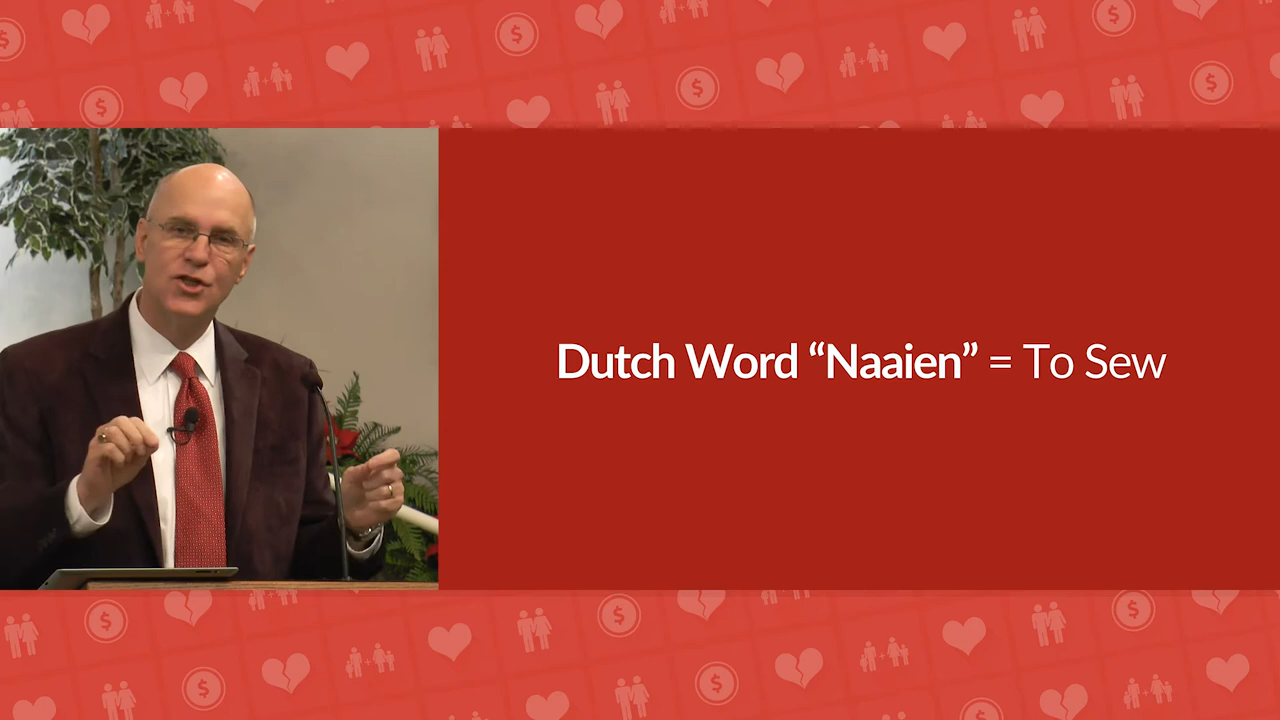 Dutch Word “Naaien” = To Sew